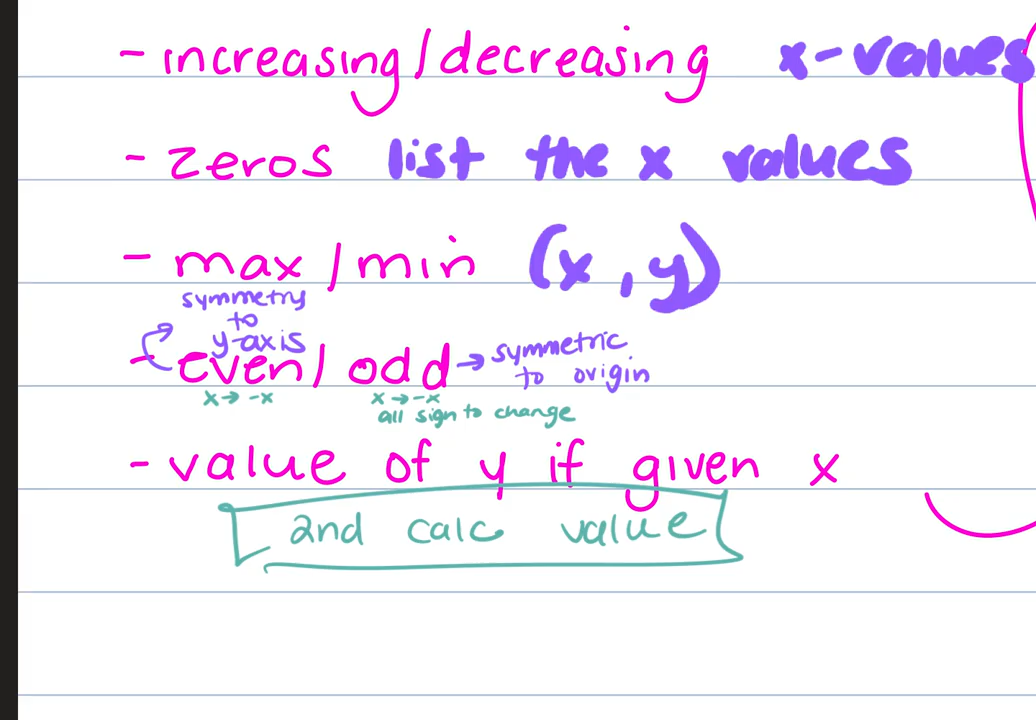 - increasing/decreasing x-values
- zeros list the x values
- max/min (x, y)
symmetry
to
y-axis
- even/odd → symmetric
to origin
x → -x x → -x
all sign to change
- value of y if given x
2nd calc value